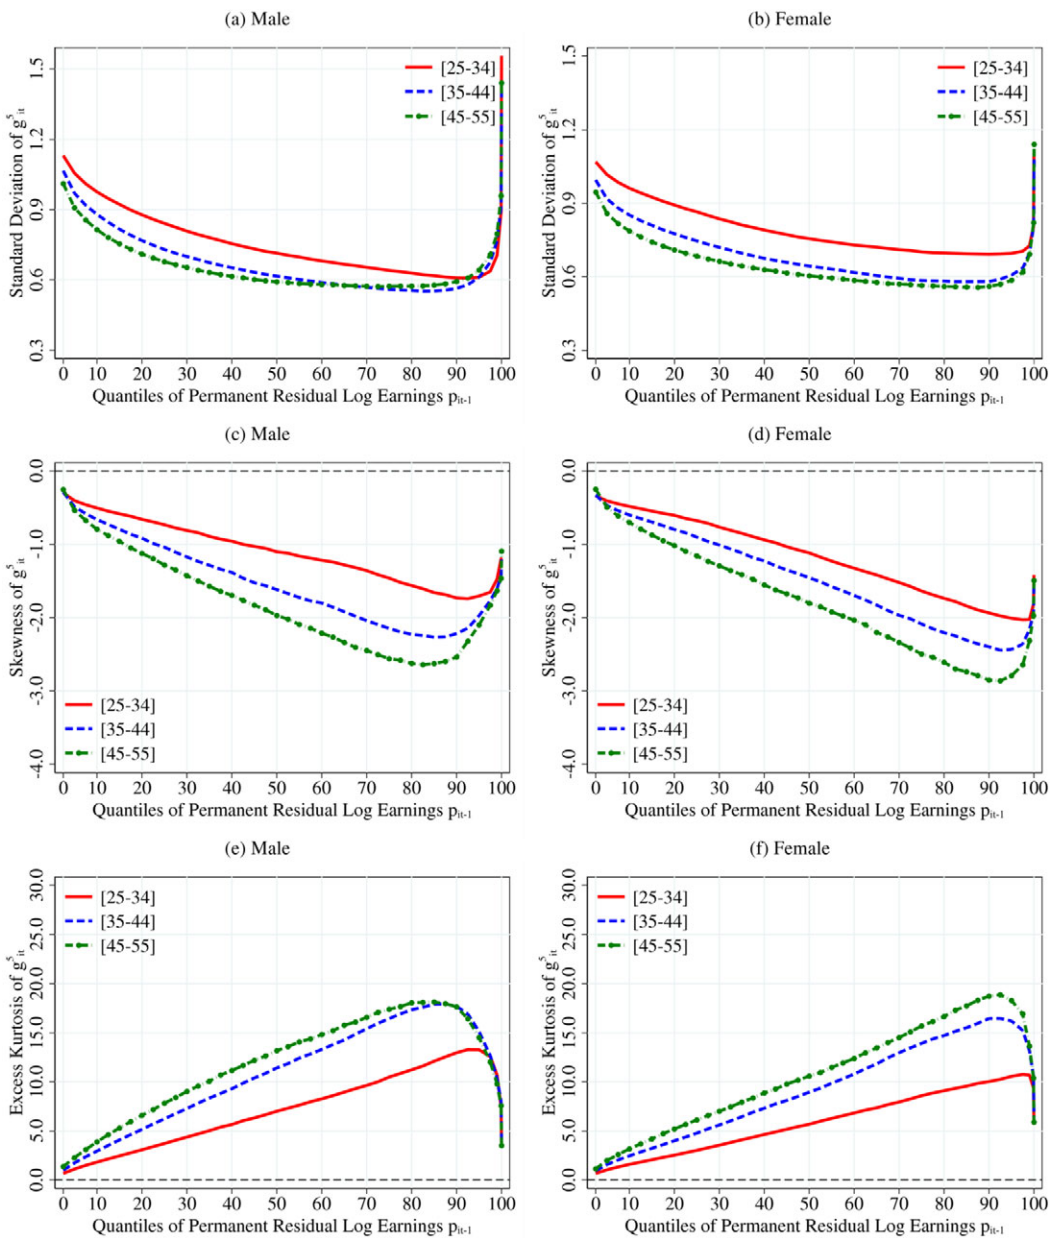 (a) Male
Standard Deviation of g⁵ᵢₜ
1.5
1.2
0.9
0.6
0.3
[25-34]
[35-44]
[45-55]
0 10 20 30 40 50 60 70 80 90 100
Quantiles of Permanent Residual Log Earnings pᵢₜ₋₁
(b) Female
Standard Deviation of g⁵ᵢₜ
1.5
1.2
0.9
0.6
0.3
[25-34]
[35-44]
[45-55]
0 10 20 30 40 50 60 70 80 90 100
Quantiles of Permanent Residual Log Earnings pᵢₜ₋₁
(c) Male
Skewness of g⁵ᵢₜ
0.0
-1.0
-2.0
-3.0
-4.0
[25-34]
[35-44]
[45-55]
0 10 20 30 40 50 60 70 80 90 100
Quantiles of Permanent Residual Log Earnings pᵢₜ₋₁
(d) Female
Skewness of g⁵ᵢₜ
0.0
-1.0
-2.0
-3.0
-4.0
[25-34]
[35-44]
[45-55]
0 10 20 30 40 50 60 70 80 90 100
Quantiles of Permanent Residual Log Earnings pᵢₜ₋₁
(e) Male
Excess Kurtosis of g⁵ᵢₜ
30.0
25.0
20.0
15.0
10.0
5.0
0.0
[25-34]
[35-44]
[45-55]
0 10 20 30 40 50 60 70 80 90 100
Quantiles of Permanent Residual Log Earnings pᵢₜ₋₁
(f) Female
Excess Kurtosis of g⁵ᵢₜ
30.0
25.0
20.0
15.0
10.0
5.0
0.0
[25-34]
[35-44]
[45-55]
0 10 20 30 40 50 60 70 80 90 100
Quantiles of Permanent Residual Log Earnings pᵢₜ₋₁